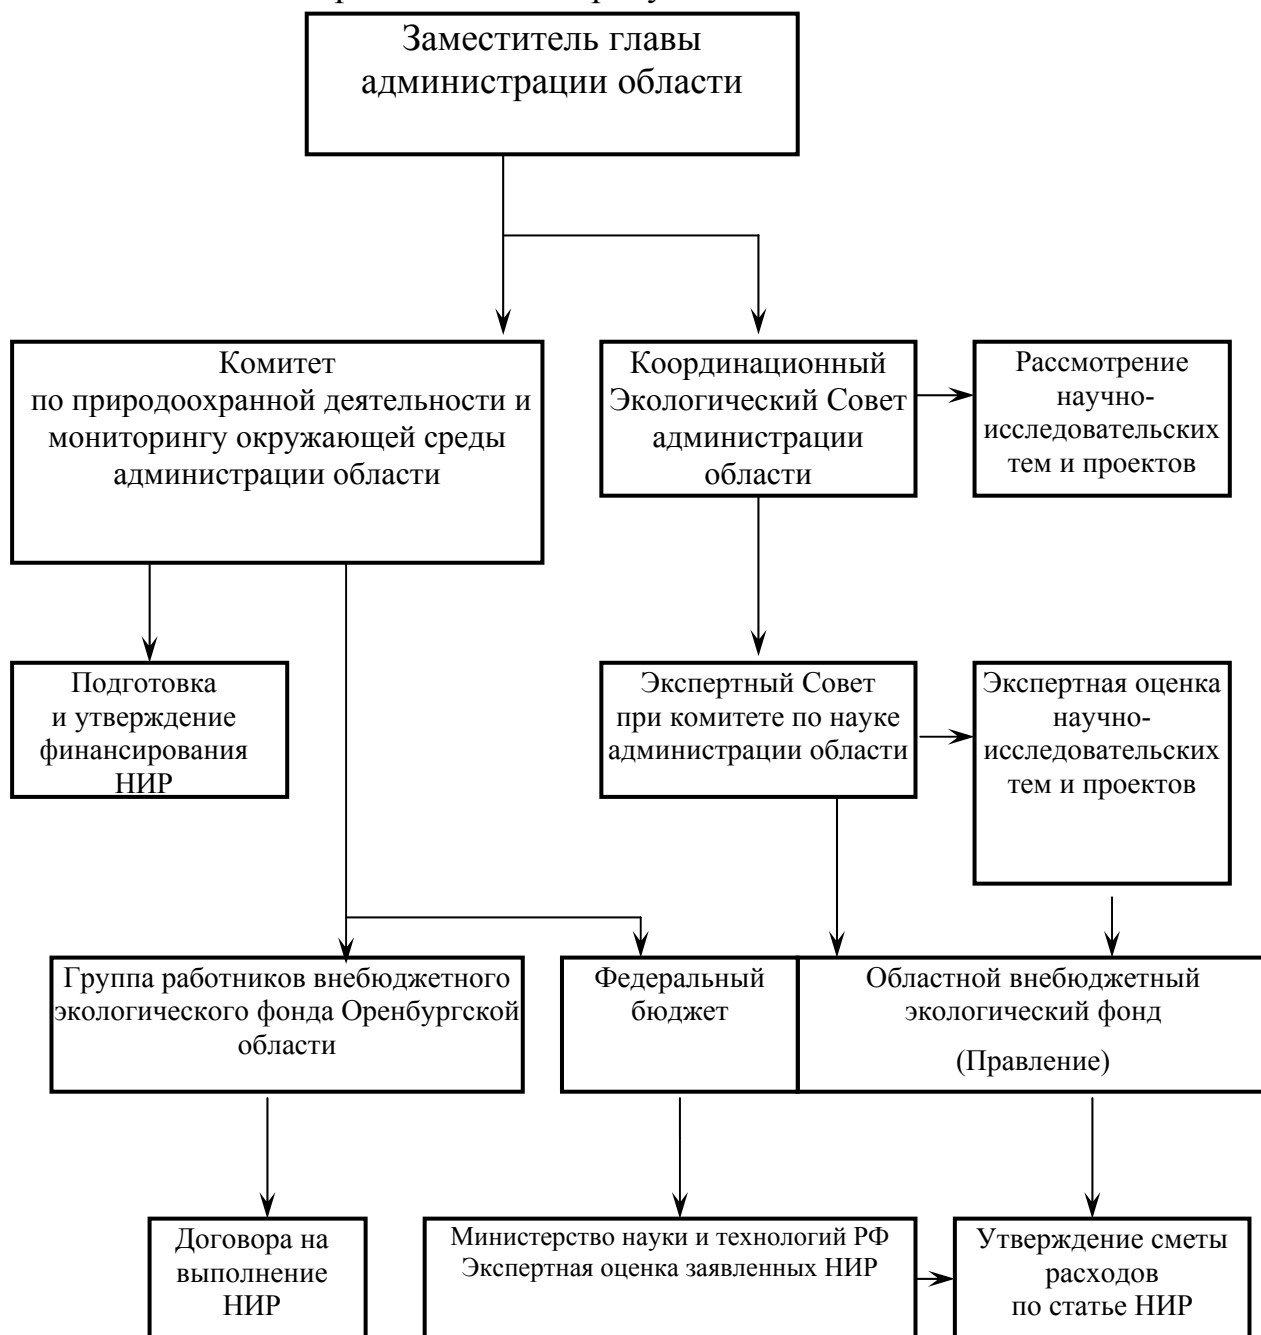 Заместитель главы
администрации области
Комитет
по природоохранной деятельности и
мониторингу окружающей среды
администрации области
Координационный
Экологический Совет
администрации
области
Рассмотрение
научно-
исследовательских
тем и проектов
Подготовка
и утверждение
финансирования
НИР
Экспертный Совет
при комитете по науке
администрации области
Экспертная оценка
научно-
исследовательских
тем и проектов
Группа работников внебюджетного
экологического фонда Оренбургской
области
Федеральный
бюджет
Областной внебюджетный
экологический фонд
(Правление)
Договора на
выполнение
НИР
Министерство науки и технологий РФ
Экспертная оценка заявленных НИР
Утверждение сметы
расходов
по статье НИР